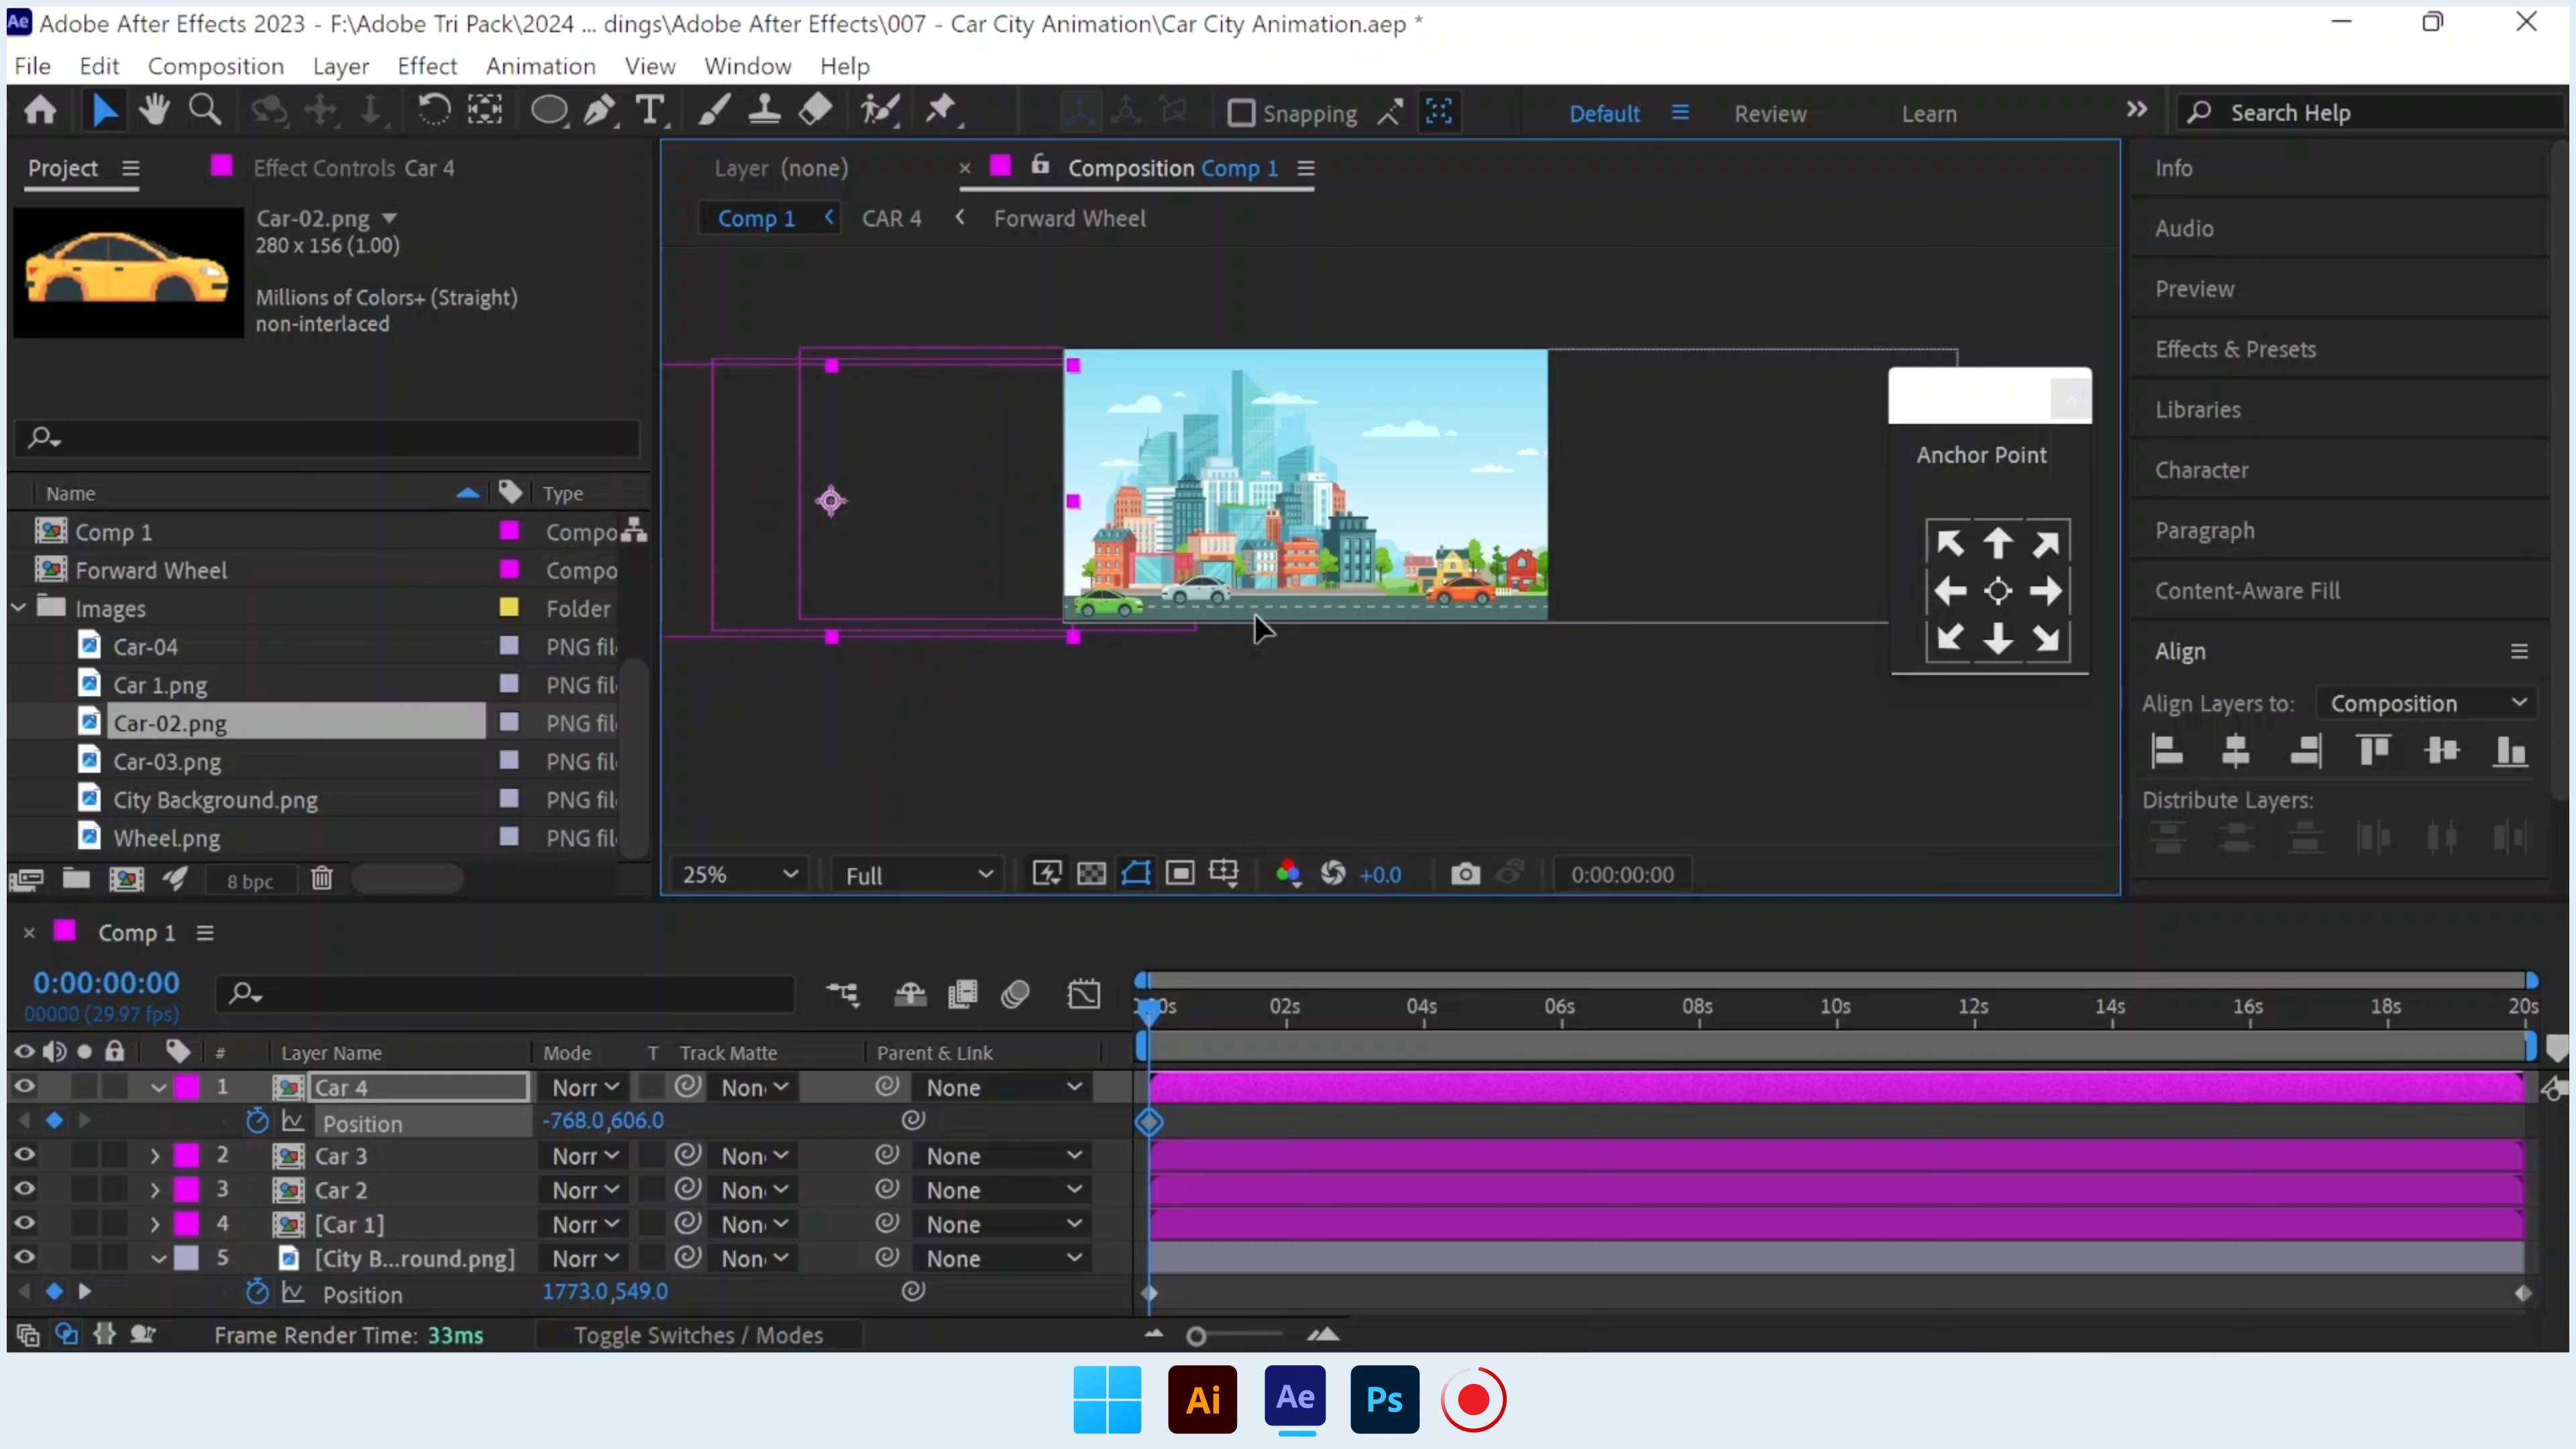 Ae Adobe After Effects 2023 - F:\Adobe Tri Pack\2024 ... dings\Adobe After Effects\007 - Car City Animation\Car City Animation.aep *
File Edit Composition Layer Effect Animation View Window Help
Snapping Default Review Learn Search Help
Project Effect Controls Car 4
Layer (none) Composition Comp 1
Car-02.png
280 x 156 (1.00)
Millions of Colors+ (Straight)
non-interlaced
Comp 1 CAR 4 Forward Wheel
Name Type
Comp 1 Compo
Forward Wheel Compo
Images Folder
Car-04 PNG fil
Car 1.png PNG fil
Car-02.png PNG fil
Car-03.png PNG fil
City Background.png PNG fil
Wheel.png PNG fil
8 bpc
Anchor Point
25% Full +0.0 0:00:00:00
Info
Audio
Preview
Effects & Presets
Libraries
Character
Paragraph
Content-Aware Fill
Align
Align Layers to: Composition
Distribute Layers:
Comp 1
0:00:00:00
00000 (29.97 fps)
0s 02s 04s 06s 08s 10s 12s 14s 16s 18s 20s
# Layer Name Mode T Track Matte Parent & Link
1 Car 4 Norr Non None
Position -768.0,606.0
2 Car 3 Norr Non None
3 Car 2 Norr Non None
4 [Car 1] Norr Non None
5 [City B...round.png] Norr Non None
Position 1773.0,549.0
Frame Render Time: 33ms Toggle Switches / Modes
Ai Ae Ps